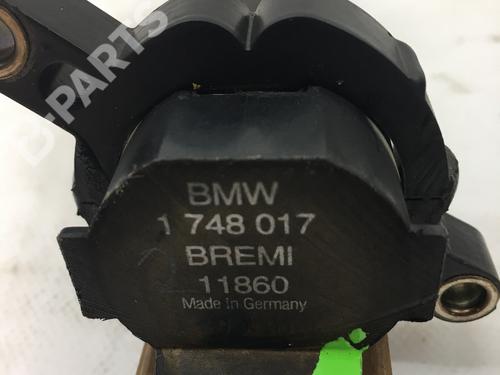 B-PARTS
BMW
1 748 017
BREMI
11860
Made In Germany